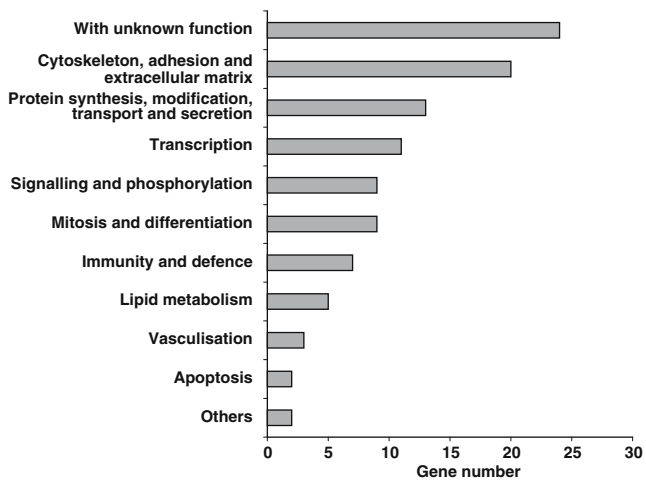 With unknown function
Cytoskeleton, adhesion and
extracellular matrix
Protein synthesis, modification,
transport and secretion
Transcription
Signalling and phosphorylation
Mitosis and differentiation
Immunity and defence
Lipid metabolism
Vasculisation
Apoptosis
Others
0 5 10 15 20 25 30
Gene number